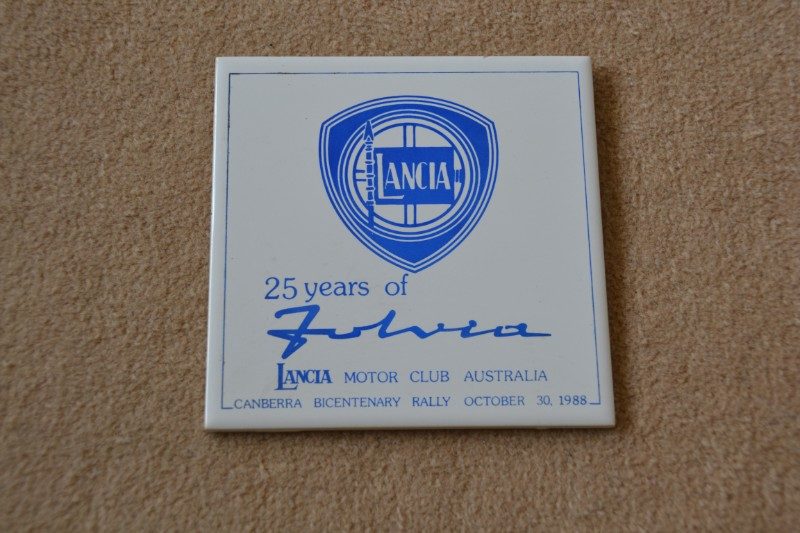 LANCIA
25 years of
Fulvia
LANCIA MOTOR CLUB AUSTRALIA
CANBERRA BICENTENARY RALLY OCTOBER 30, 1988